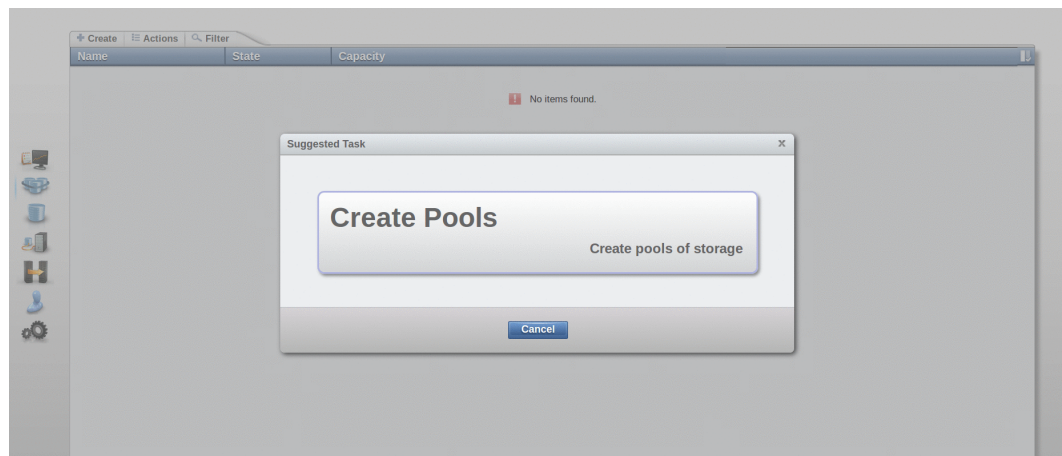 Create Actions Filter
Name State Capacity
No items found.
Suggested Task
Create Pools
Create pools of storage
Cancel